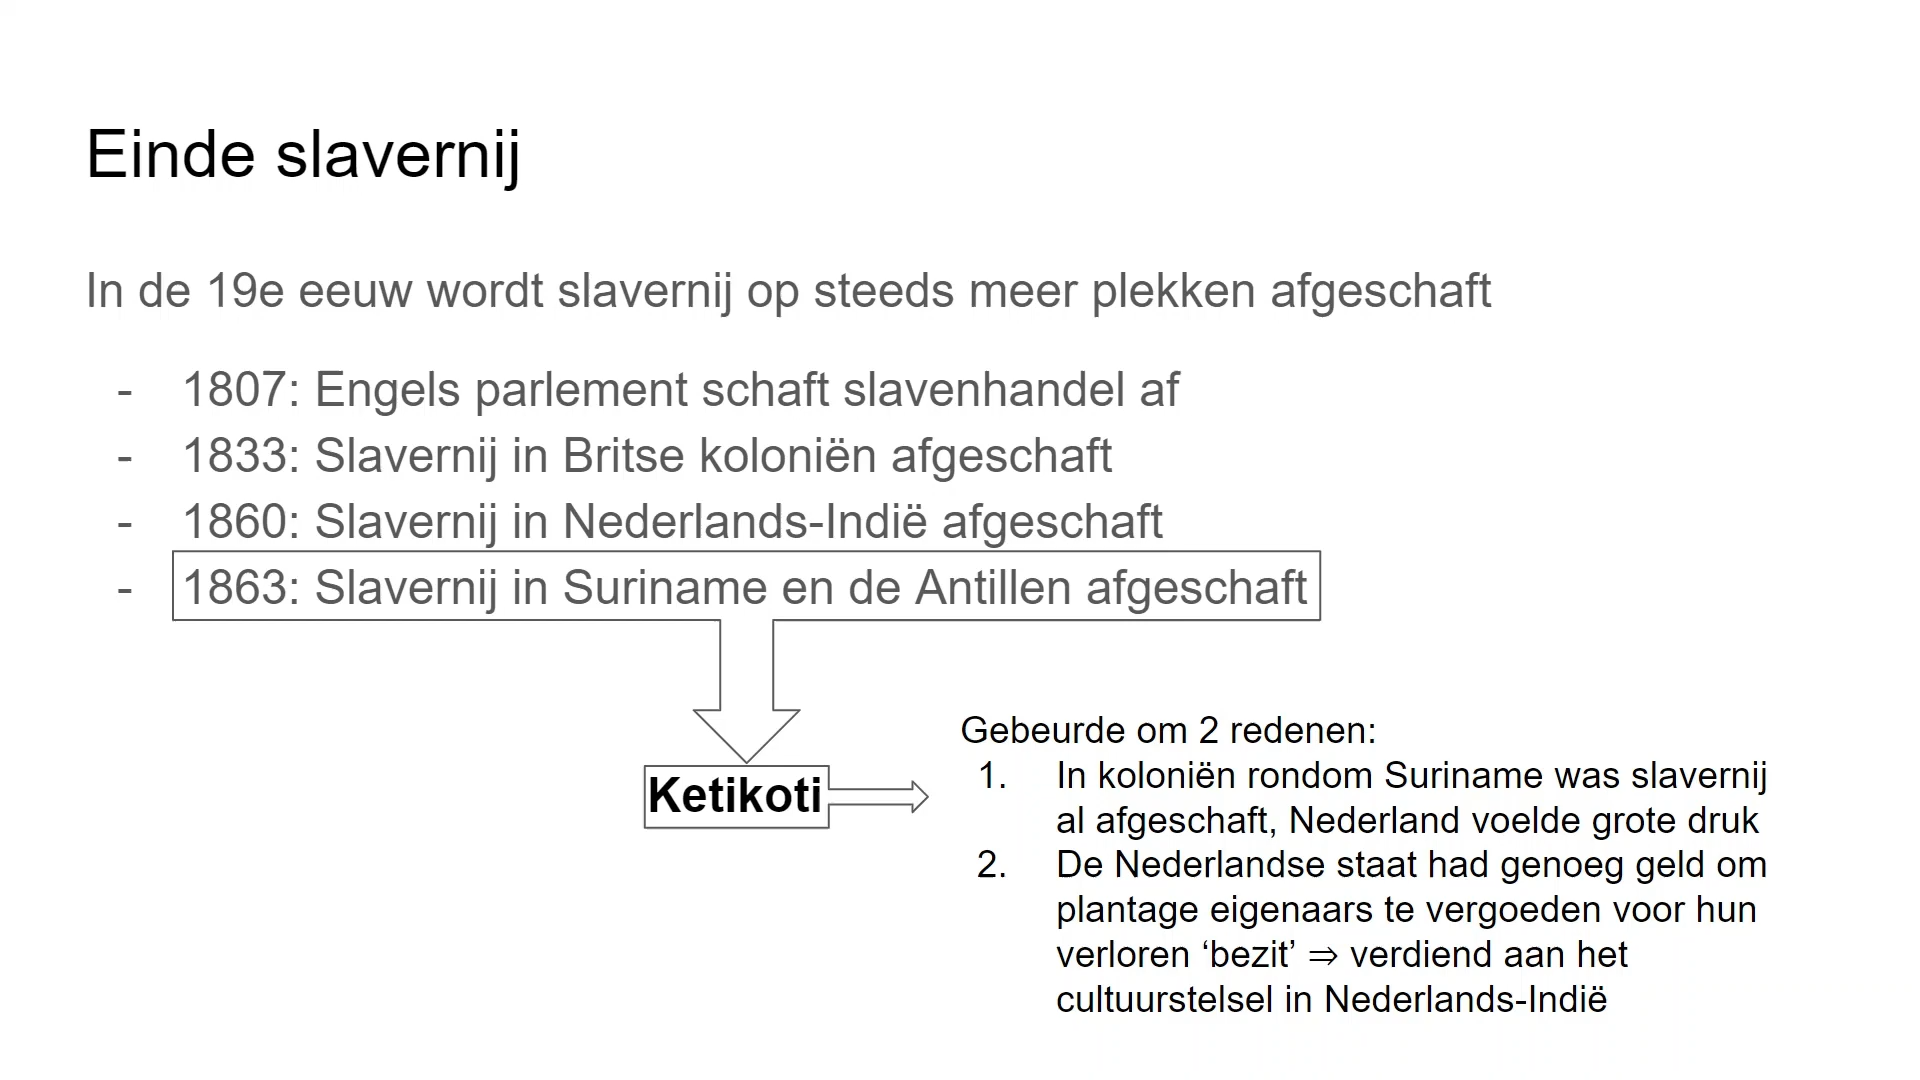 Einde slavernij
In de 19e eeuw wordt slavernij op steeds meer plekken afgeschaft
- 1807: Engels parlement schaft slavenhandel af
- 1833: Slavernij in Britse koloniën afgeschaft
- 1860: Slavernij in Nederlands-Indië afgeschaft
- 1863: Slavernij in Suriname en de Antillen afgeschaft
Ketikoti
Gebeurde om 2 redenen:
1. In koloniën rondom Suriname was slavernij
al afgeschaft, Nederland voelde grote druk
2. De Nederlandse staat had genoeg geld om
plantage eigenaars te vergoeden voor hun
verloren ‘bezit’ ⇒ verdiend aan het
cultuurstelsel in Nederlands-Indië